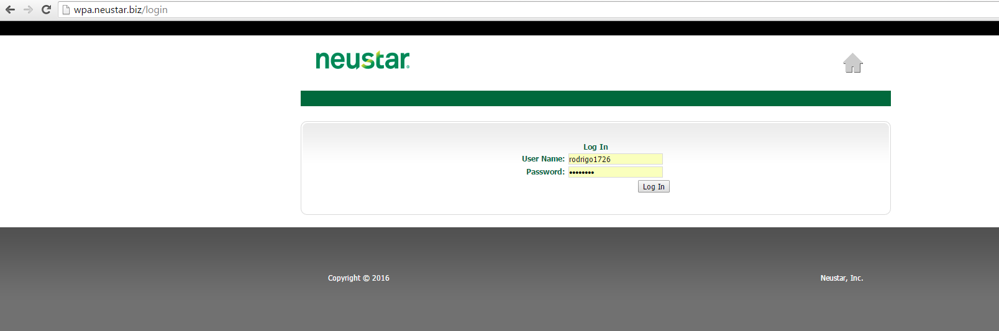 wpa.neustar.biz/login
neustar®
Log In
User Name: rodrigo1726
Password: ••••••••
Log In
Copyright © 2016 Neustar, Inc.